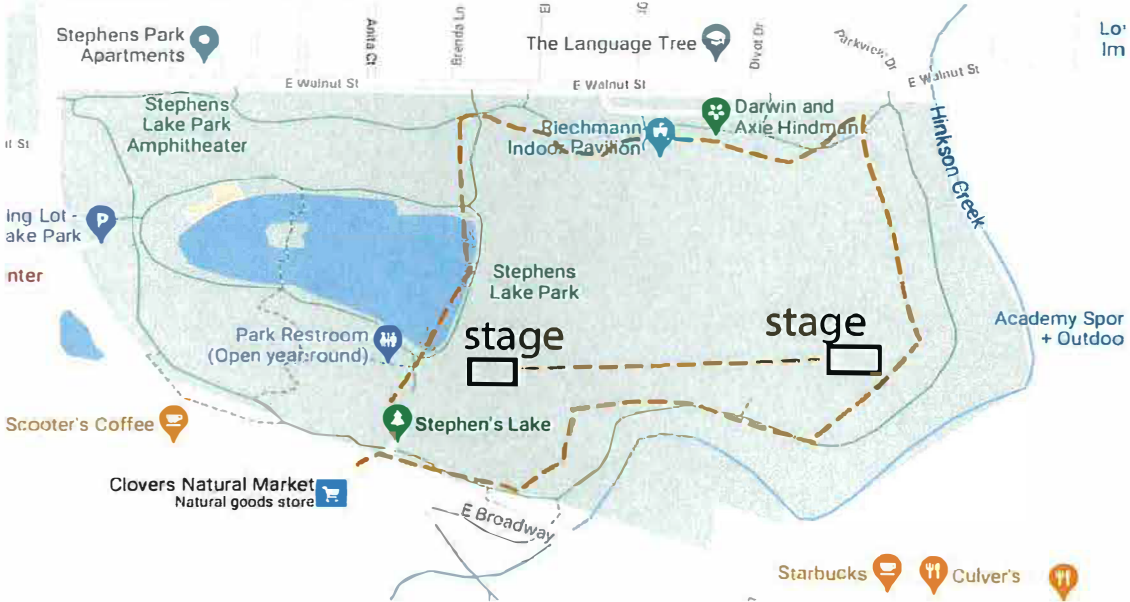 Stephens Park
Apartments
Anita Ct
Brenda Ln
The Language Tree
Divot Dr
Parkview Dr
E Walnut St
E Walnut St
E Walnut St
Stephens
Lake Park
Amphitheater
Riechmann
Indoor Pavilion
Darwin and
Axie Hindman
Hinkson Creek
P
ing Lot -
ake Park
nter
Stephens
Lake Park
stage
stage
Park Restroom
(Open year-round)
Academy Spor
+ Outdoo
Scooter's Coffee
Stephen's Lake
Clovers Natural Market
Natural goods store
E Broadway
Starbucks
Culver's